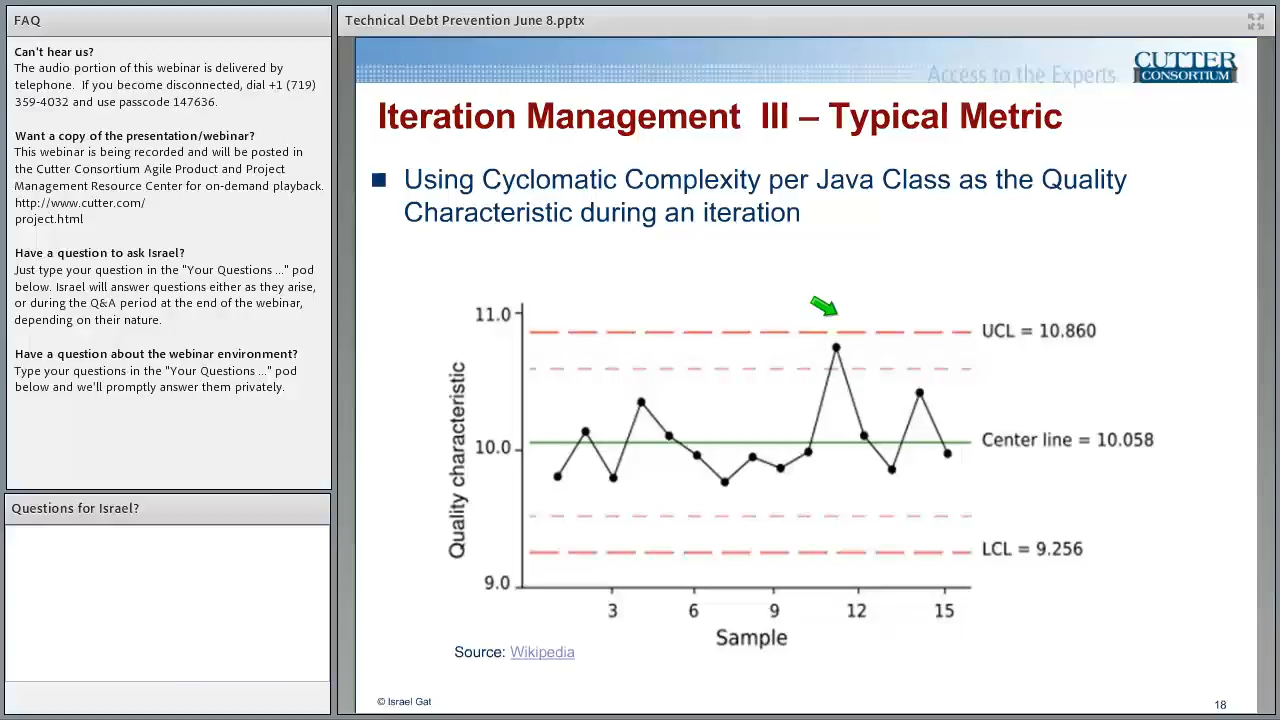 FAQ
Can't hear us?
The audio portion of this webinar is delivered by
telephone. If you become disconnected, dial +1 (719)
359-4032 and use passcode 147636.
Want a copy of the presentation/webinar?
This webinar is being recorded and will be posted in
the Cutter Consortium Agile Product and Project
Management Resource Center for on-demand playback.
http://www.cutter.com/
project.html
Have a question to ask Israel?
Just type your question in the "Your Questions ..." pod
below. Israel will answer questions either as they arise,
or during the Q&A period at the end of the webinar,
depending on their nature.
Have a question about the webinar environment?
Type your questions in the "Your Questions ..." pod
below and we'll promptly answer them privately.
Questions for Israel?
Technical Debt Prevention June 8.pptx
Access to the Experts
CUTTER
CONSORTIUM
Iteration Management III – Typical Metric
Using Cyclomatic Complexity per Java Class as the Quality
Characteristic during an iteration
11.0
10.0
9.0
Quality characteristic
UCL = 10.860
Center line = 10.058
LCL = 9.256
3 6 9 12 15
Sample
Source: Wikipedia
© Israel Gat
18